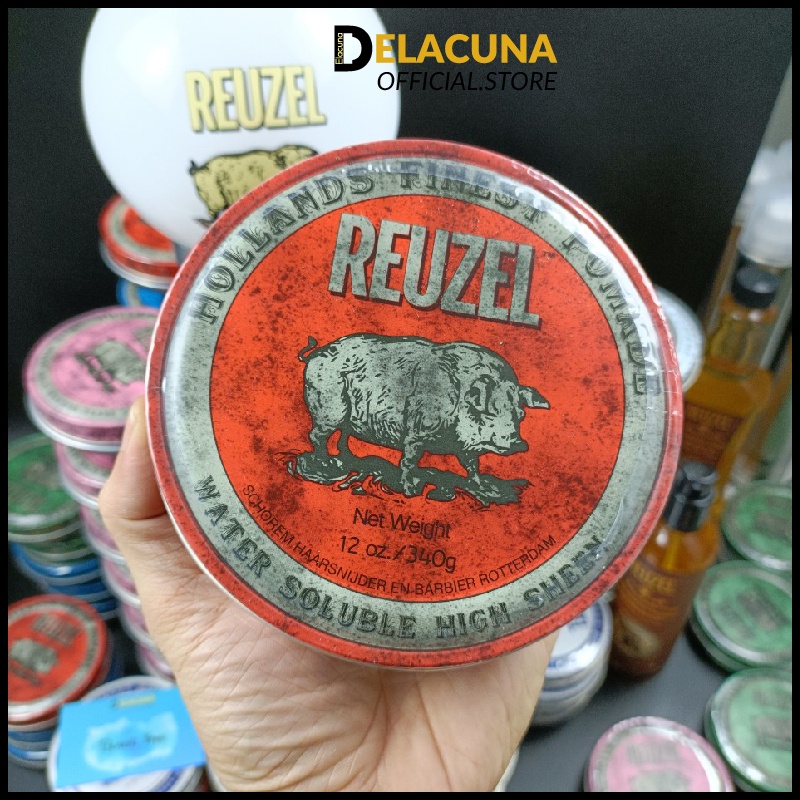 DELACUNA
Elacuna
OFFICIAL.STORE
REUZEL
HOLLANDS FINEST POMADE
REUZEL
Net Weight
12 oz./340g
SCHOREM HAARSNIJDER EN BARBIER ROTTERDAM
WATER SOLUBLE HIGH SHEEN